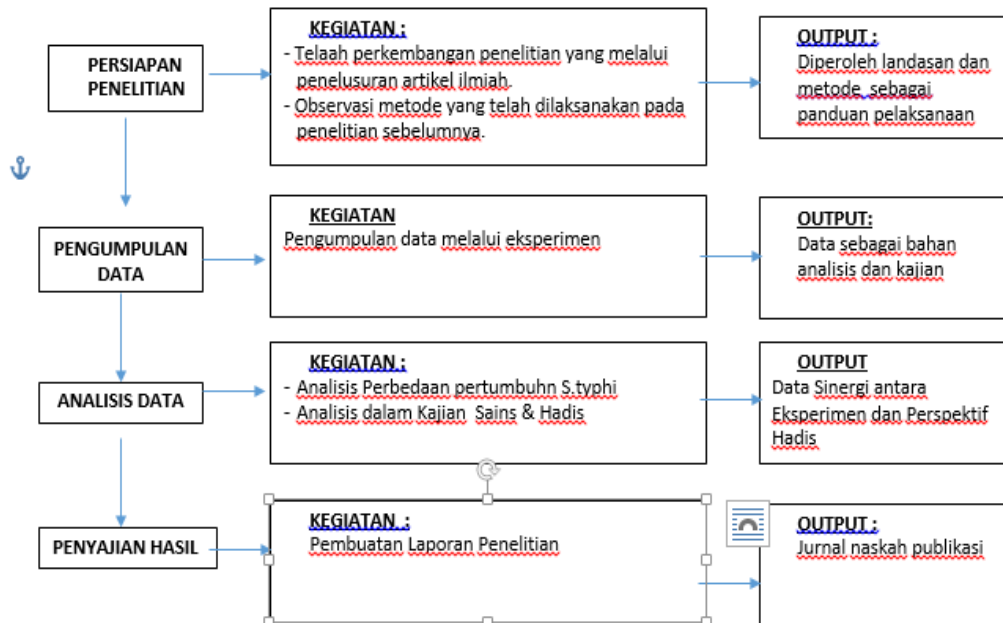 PERSIAPAN
PENELITIAN
KEGIATAN :
- Telaah perkembangan penelitian yang melalui
penelusuran artikel ilmiah.
- Observasi metode yang telah dilaksanakan pada
penelitian sebelumnya.
OUTPUT :
Diperoleh landasan dan
metode sebagai
panduan pelaksanaan
PENGUMPULAN
DATA
KEGIATAN
Pengumpulan data melalui eksperimen
OUTPUT:
Data sebagai bahan
analisis dan kajian
ANALISIS DATA
KEGIATAN :
- Analisis Perbedaan pertumbuhn S.typhi
- Analisis dalam Kajian Sains & Hadis
OUTPUT
Data Sinergi antara
Eksperimen dan Perspektif
Hadis
PENYAJIAN HASIL
KEGIATAN :
Pembuatan Laporan Penelitian
OUTPUT :
Jurnal naskah publikasi